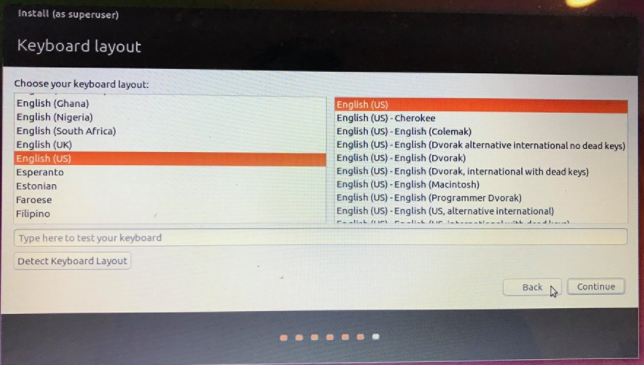 Install (as superuser)
Keyboard layout
Choose your keyboard layout:
English (Ghana)
English (Nigeria)
English (South Africa)
English (UK)
English (US)
Esperanto
Estonian
Faroese
Filipino
English (US)
English (US) - Cherokee
English (US) - English (Colemak)
English (US) - English (Dvorak alternative international no dead keys)
English (US) - English (Dvorak)
English (US) - English (Dvorak, international with dead keys)
English (US) - English (Macintosh)
English (US) - English (Programmer Dvorak)
English (US) - English (US, alternative international)
Type here to test your keyboard
Detect Keyboard Layout
Back
Continue